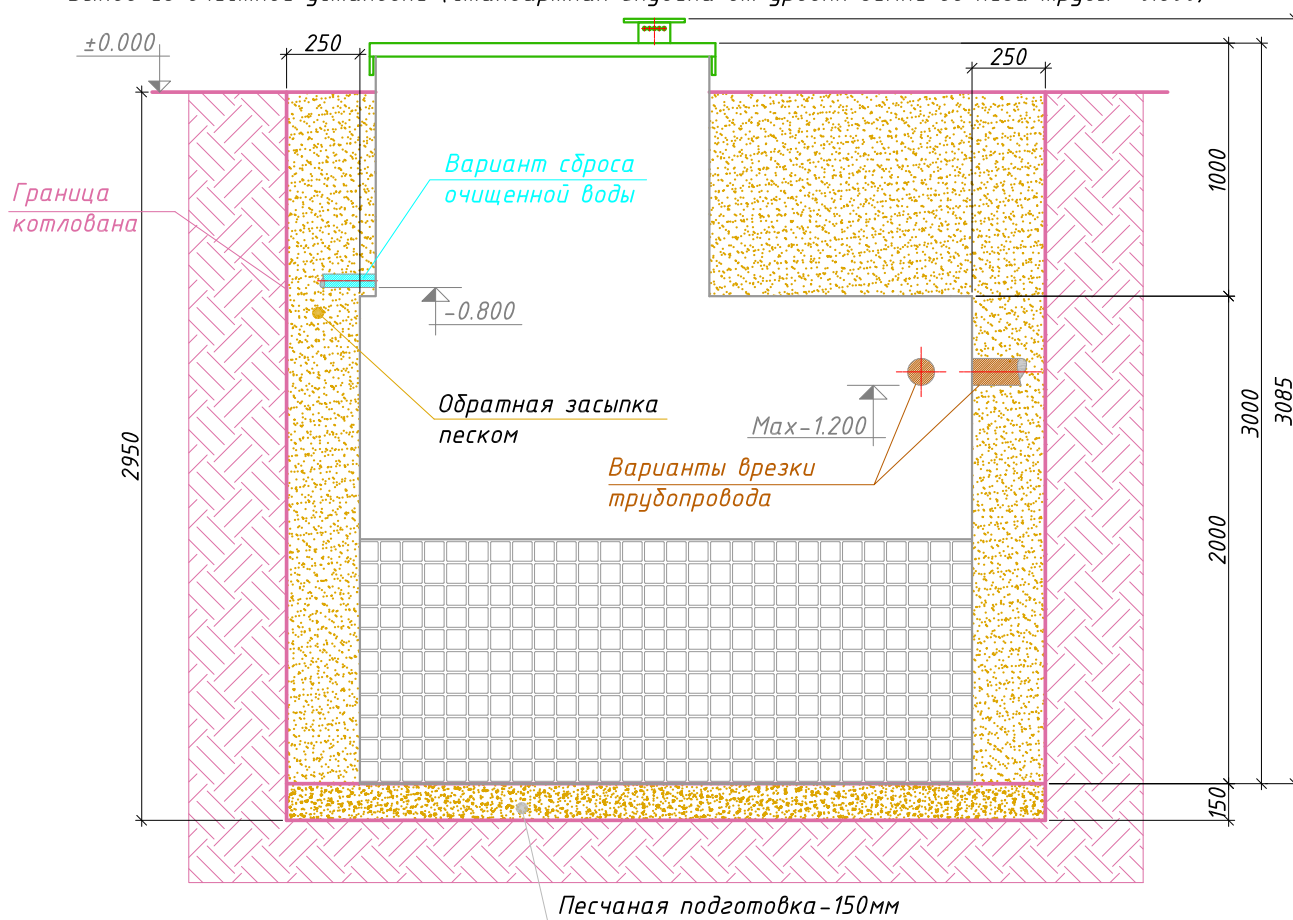 ±0.000
250
250
Вариант сброса
очищенной воды
Граница
котлована
1000
-0.800
Обратная засыпка
песком
Max-1.200
Варианты врезки
трубопровода
2950
3000
3085
2000
150
Песчаная подготовка-150мм